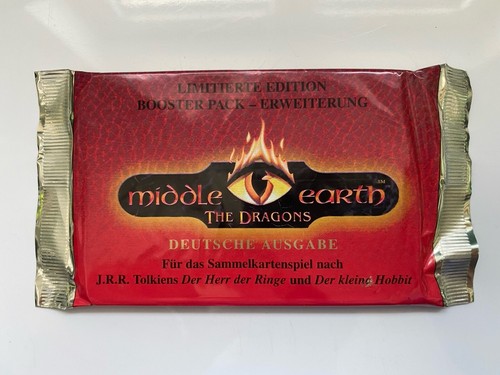 LIMITIERTE EDITION
BOOSTER PACK – ERWEITERUNG
mIDDLE EARTH™
THE DRAGONS
DEUTSCHE AUSGABE
Für das Sammelkartenspiel nach
J.R.R. Tolkiens Der Herr der Ringe und Der kleine Hobbit